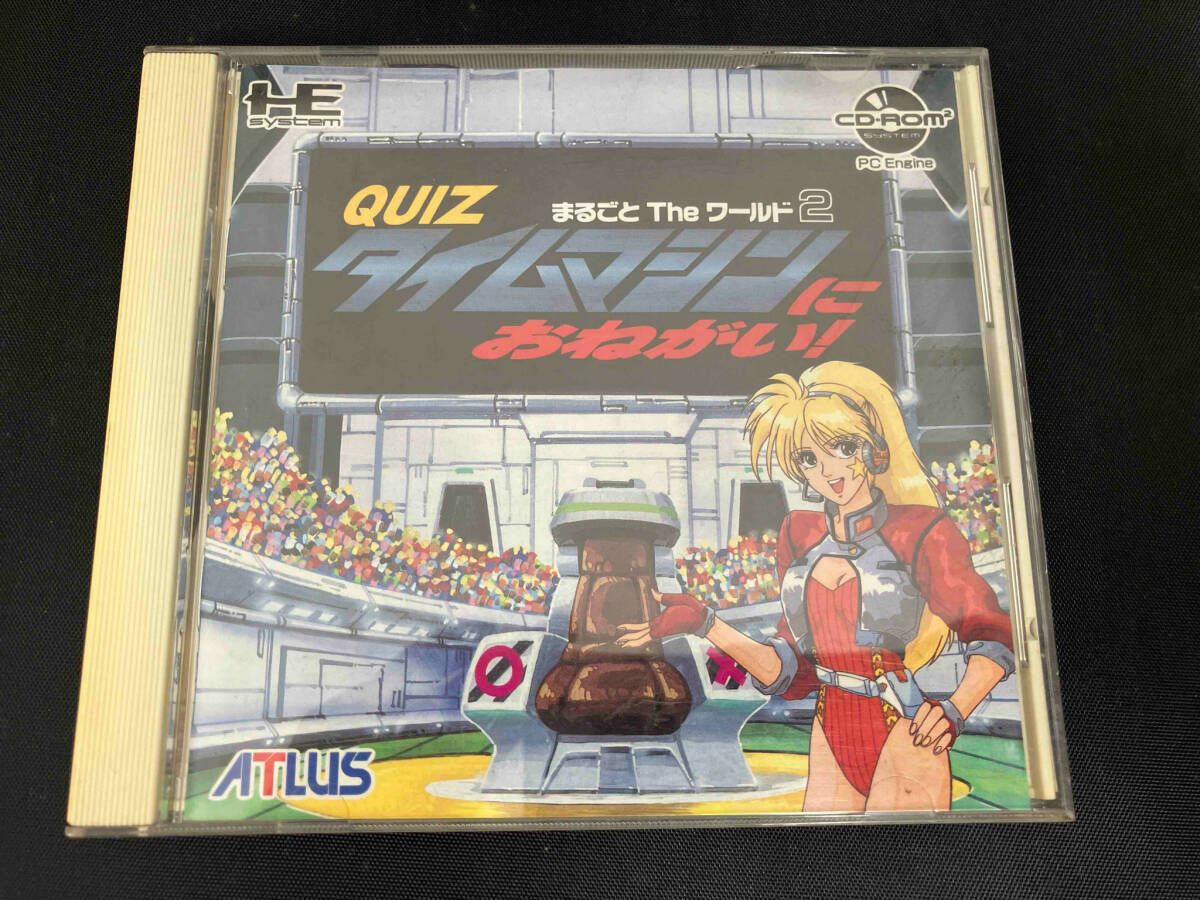 HE
system
CD-ROM²
SYSTEM
PC Engine
QUIZ
まるごと The ワールド2
タイムマシンに
おねがい!
ATLUS